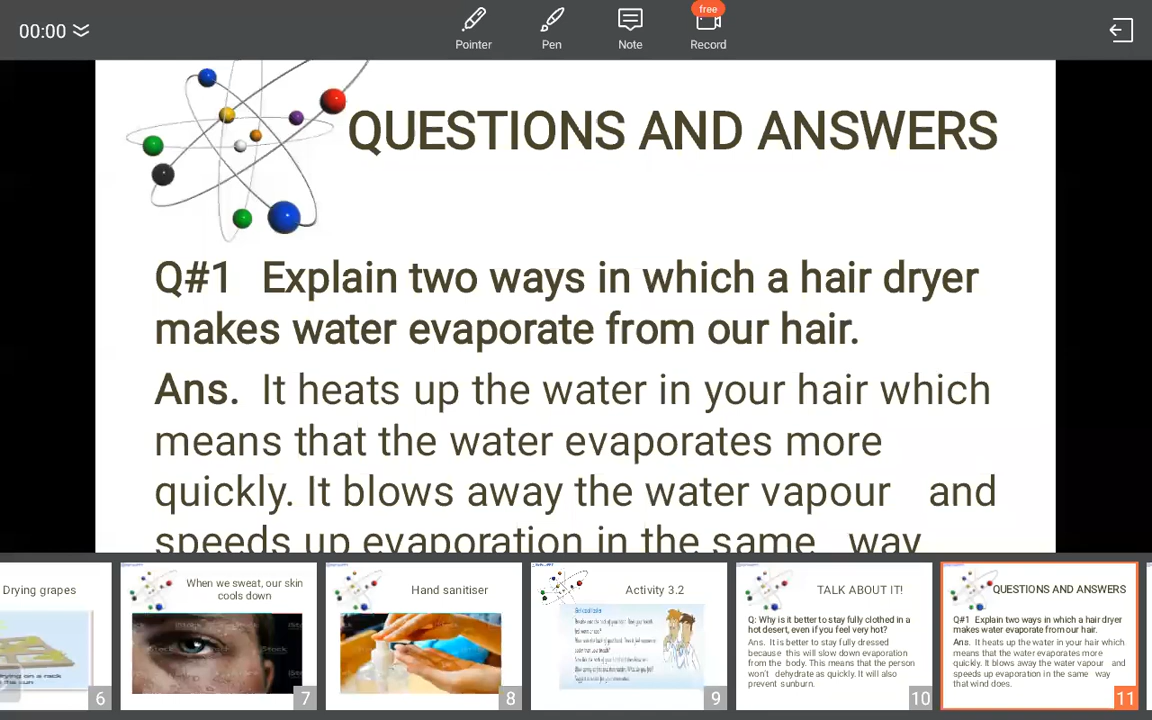 00:00
Pointer
Pen
Note
free
Record
QUESTIONS AND ANSWERS
Q#1 Explain two ways in which a hair dryer
makes water evaporate from our hair.
Ans. It heats up the water in your hair which
means that the water evaporates more
quickly. It blows away the water vapour and
speeds up evaporation in the same way
Drying grapes
6
When we sweat, our skin
cools down
7
Hand sanitiser
8
Activity 3.2
9
TALK ABOUT IT!
Q: Why is it better to stay fully clothed in a
hot desert, even if you feel very hot?
Ans. It is better to stay fully dressed
because this will slow down evaporation
from the body. This means that the person
won't dehydrate as quickly. It will also
prevent sunburn.
10
QUESTIONS AND ANSWERS
Q#1 Explain two ways in which a hair dryer
makes water evaporate from our hair.
Ans. It heats up the water in your hair which
means that the water evaporates more
quickly. It blows away the water vapour and
speeds up evaporation in the same way
that wind does.
11